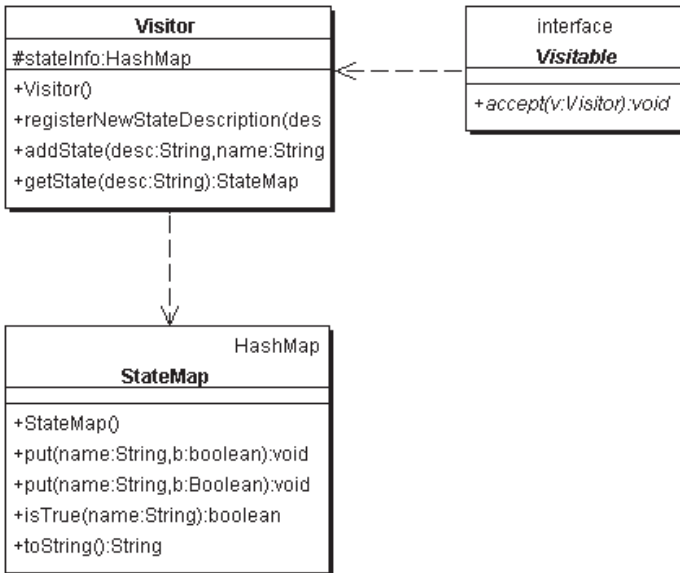 Visitor
#stateInfo:HashMap
+Visitor()
+registerNewStateDescription(des
+addState(desc:String,name:String
+getState(desc:String):StateMap
interface
Visitable
+accept(v:Visitor):void
HashMap
StateMap
+StateMap()
+put(name:String,b:boolean):void
+put(name:String,b:Boolean):void
+isTrue(name:String):boolean
+toString():String